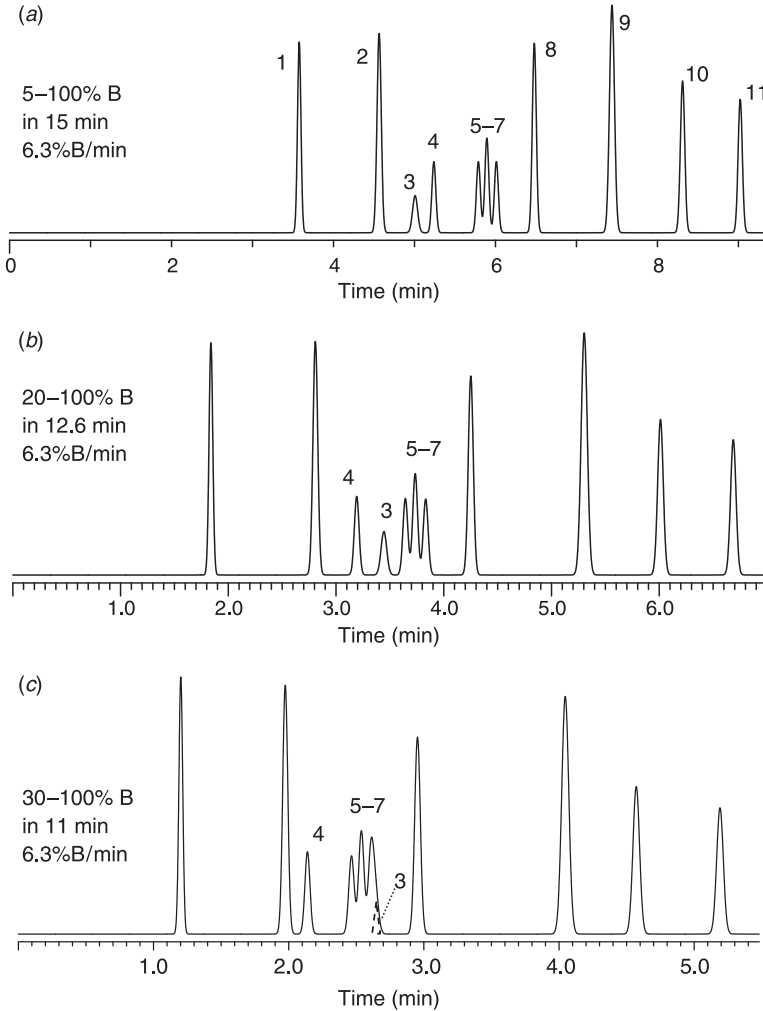 (a)
1
2
3
4
5–7
8
9
10
11
5–100% B
in 15 min
6.3%B/min
0
2
4
6
8
Time (min)
(b)
20–100% B
in 12.6 min
6.3%B/min
4
3
5–7
1.0
2.0
3.0
4.0
5.0
6.0
Time (min)
(c)
30–100% B
in 11 min
6.3%B/min
4
5–7
3
1.0
2.0
3.0
4.0
5.0
Time (min)